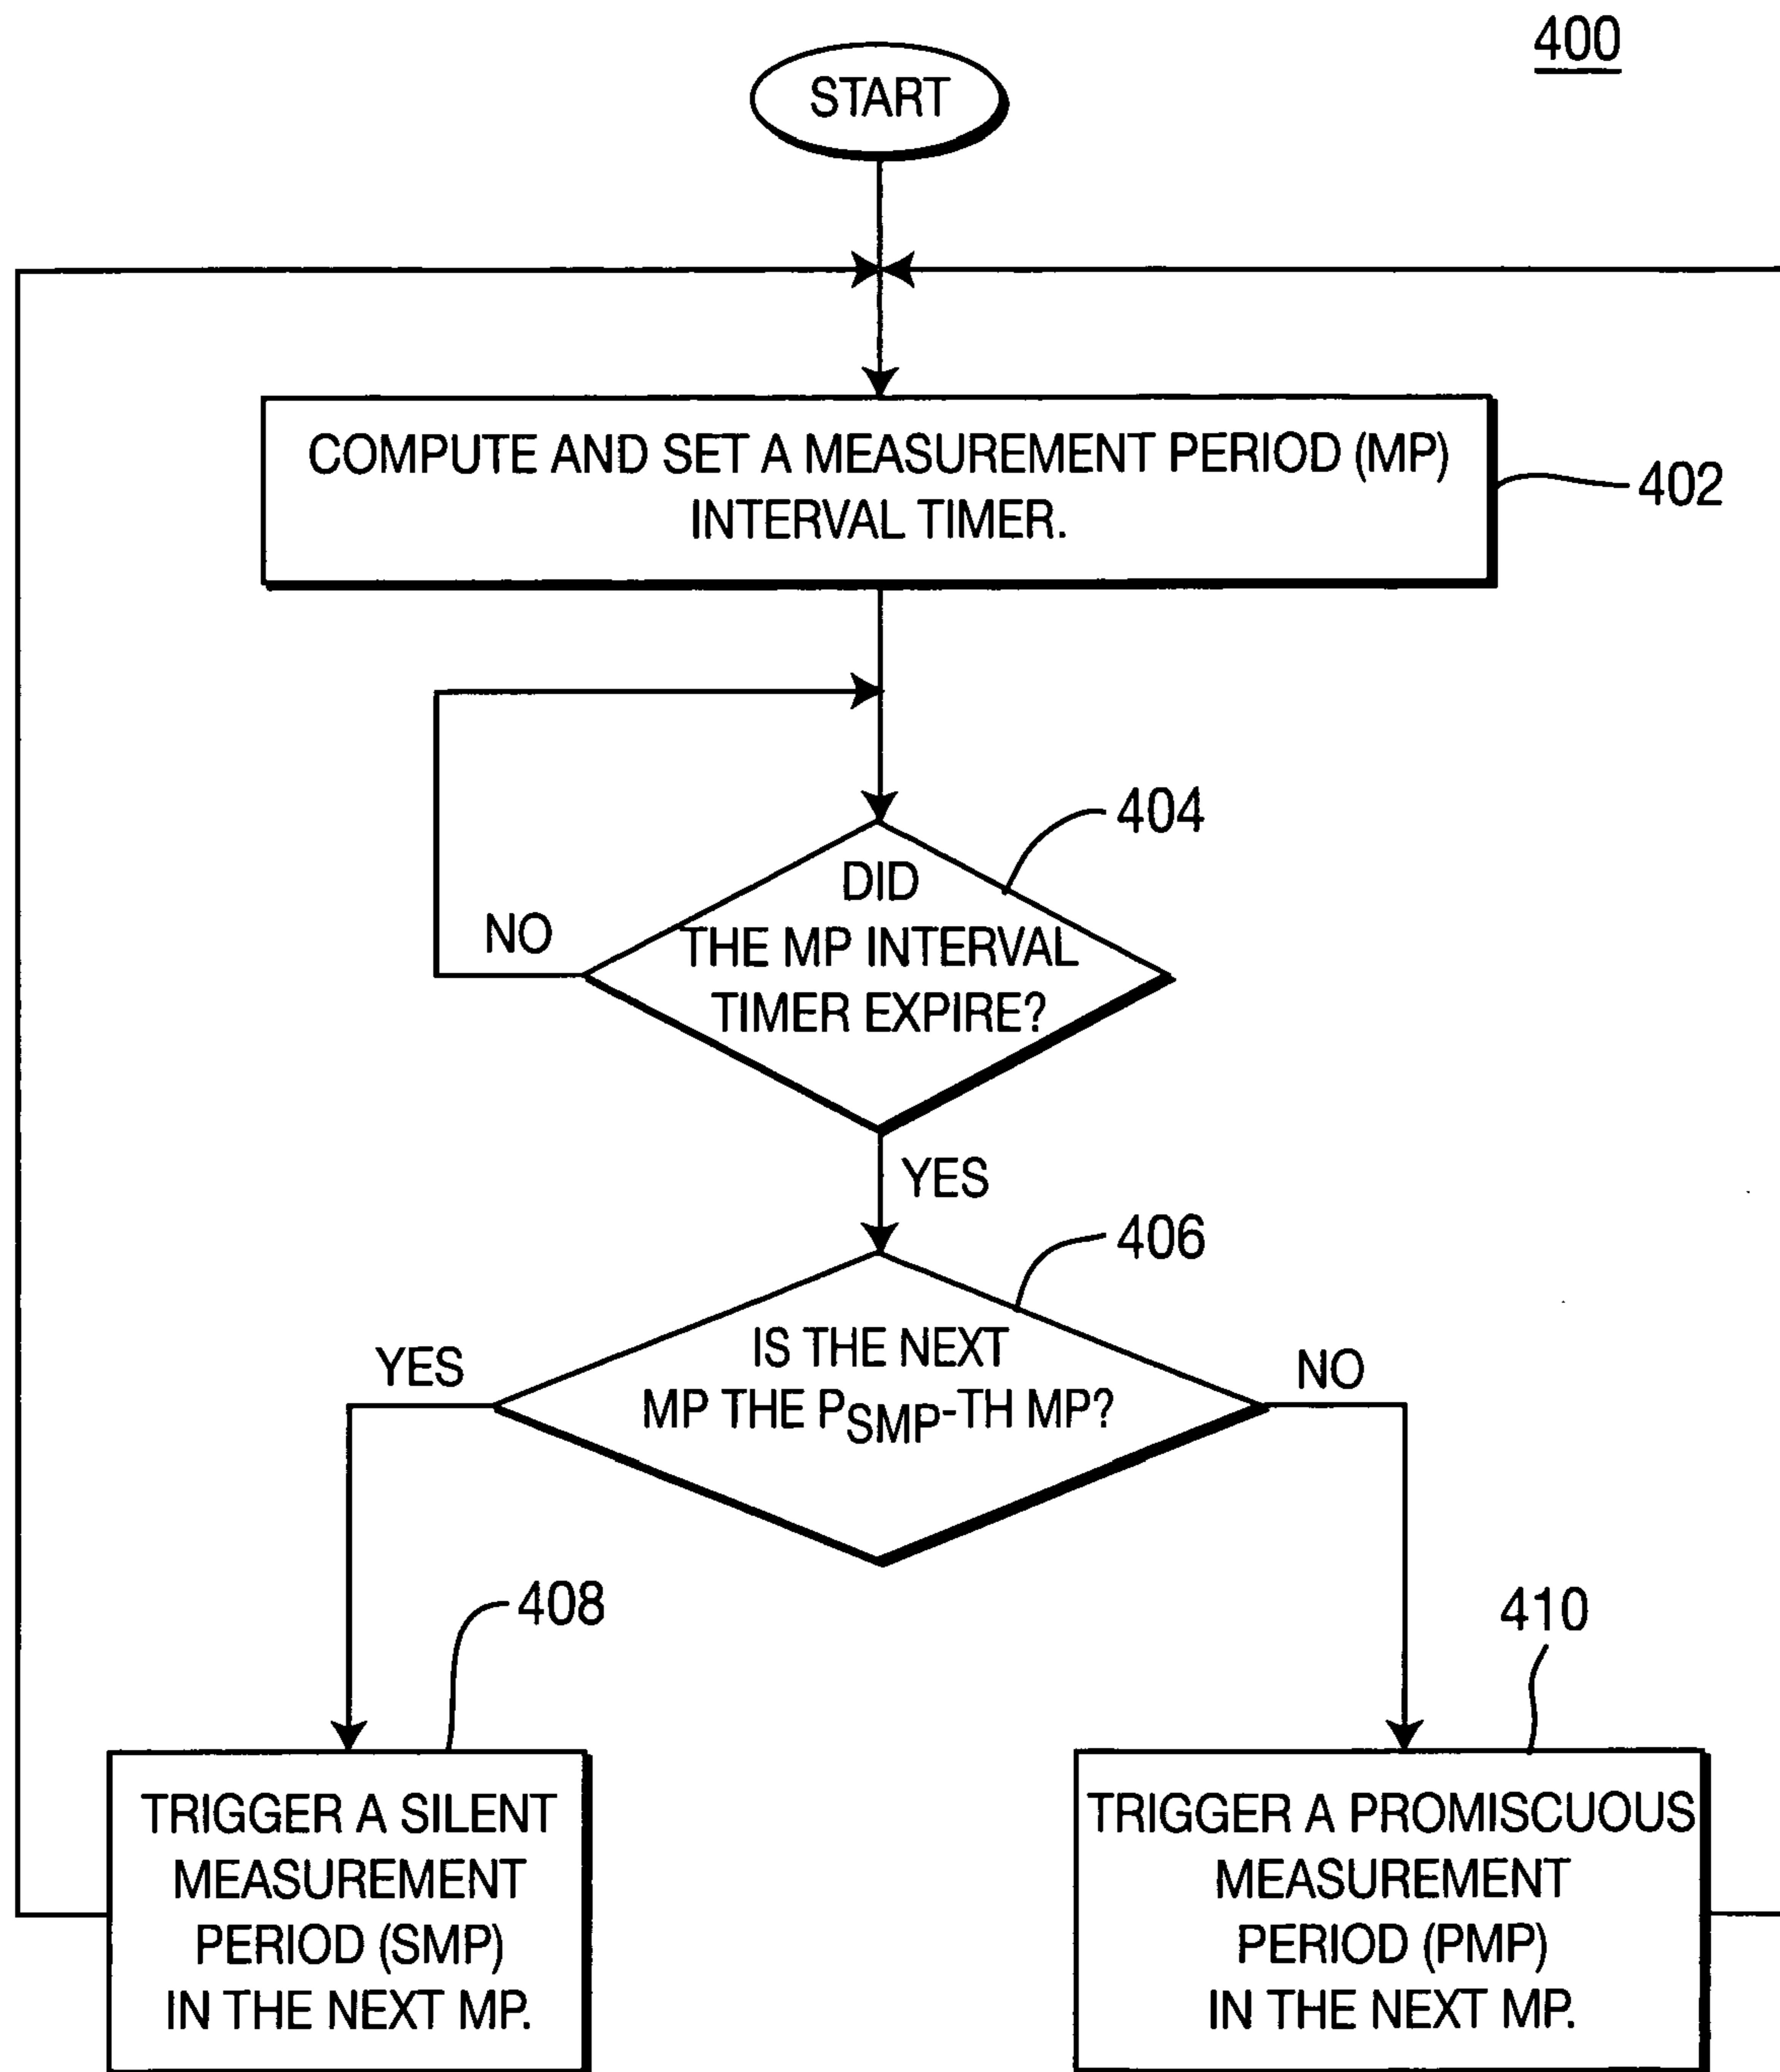 400
START
COMPUTE AND SET A MEASUREMENT PERIOD (MP)
INTERVAL TIMER.
402
404
DID
THE MP INTERVAL
TIMER EXPIRE?
NO
YES
406
IS THE NEXT
MP THE PSMP-TH MP?
YES
NO
408
410
TRIGGER A SILENT
MEASUREMENT
PERIOD (SMP)
IN THE NEXT MP.
TRIGGER A PROMISCUOUS
MEASUREMENT
PERIOD (PMP)
IN THE NEXT MP.